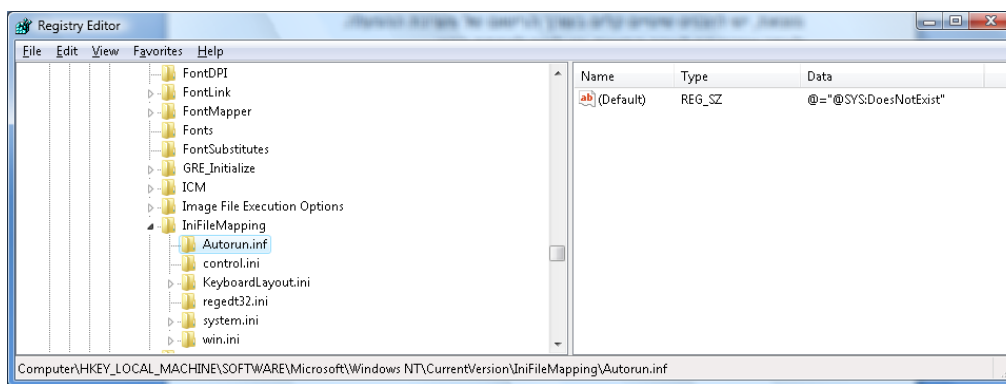 Registry Editor
File Edit View Favorites Help
FontDPI
FontLink
FontMapper
Fonts
FontSubstitutes
GRE_Initialize
ICM
Image File Execution Options
IniFileMapping
Autorun.inf
control.ini
KeyboardLayout.ini
regedt32.ini
system.ini
win.ini
Name Type Data
ab (Default) REG_SZ @="@SYS:DoesNotExist"
Computer\HKEY_LOCAL_MACHINE\SOFTWARE\Microsoft\Windows NT\CurrentVersion\IniFileMapping\Autorun.inf